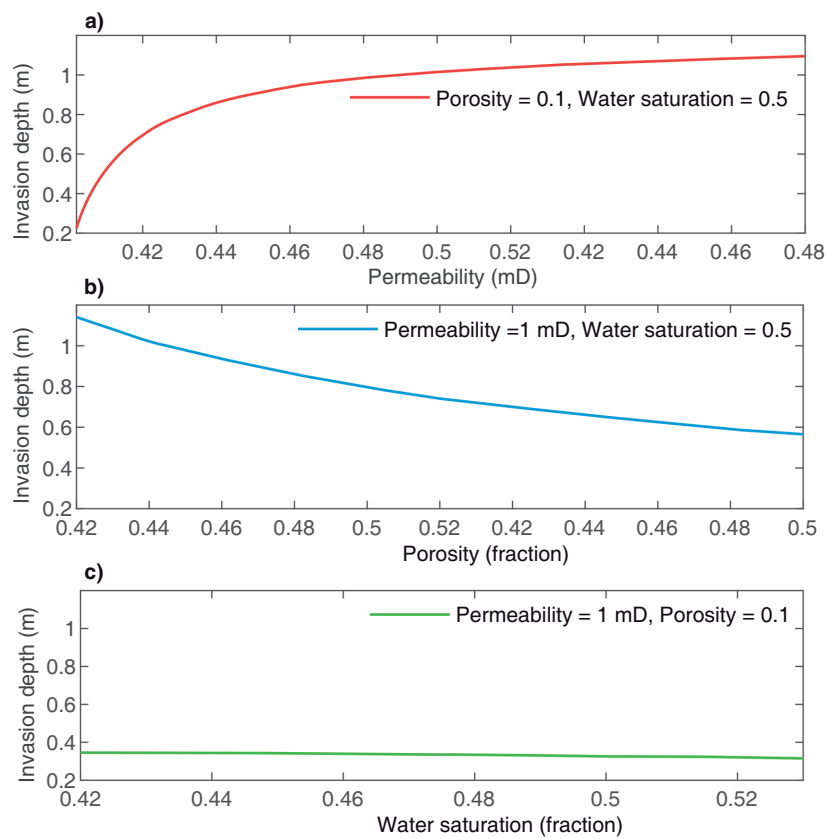 a)
Invasion depth (m)
1
0.8
0.6
0.4
0.2
Porosity = 0.1, Water saturation = 0.5
0.42 0.44 0.46 0.48 0.5 0.52 0.42 0.44 0.46 0.48
Permeability (mD)
b)
Invasion depth (m)
1
0.8
0.6
0.4
0.2
Permeability =1 mD, Water saturation = 0.5
0.42 0.44 0.46 0.48 0.5 0.52 0.42 0.44 0.46 0.48 0.5
Porosity (fraction)
c)
Invasion depth (m)
1
0.8
0.6
0.4
0.2
Permeability = 1 mD, Porosity = 0.1
0.42 0.44 0.46 0.48 0.5 0.52
Water saturation (fraction)